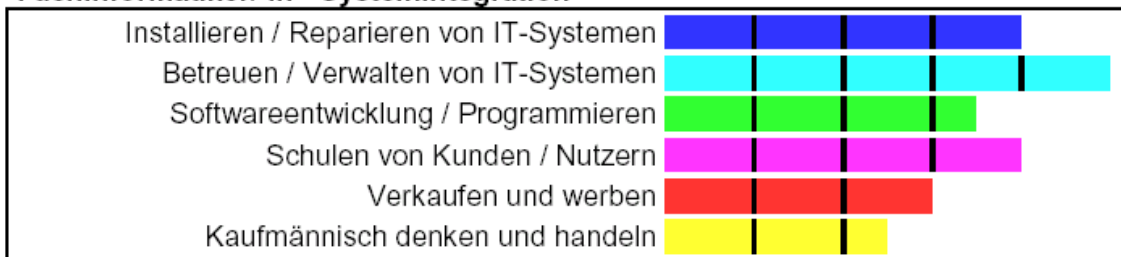 Installieren / Reparieren von IT-Systemen
Betreuen / Verwalten von IT-Systemen
Softwareentwicklung / Programmieren
Schulen von Kunden / Nutzern
Verkaufen und werben
Kaufmännisch denken und handeln